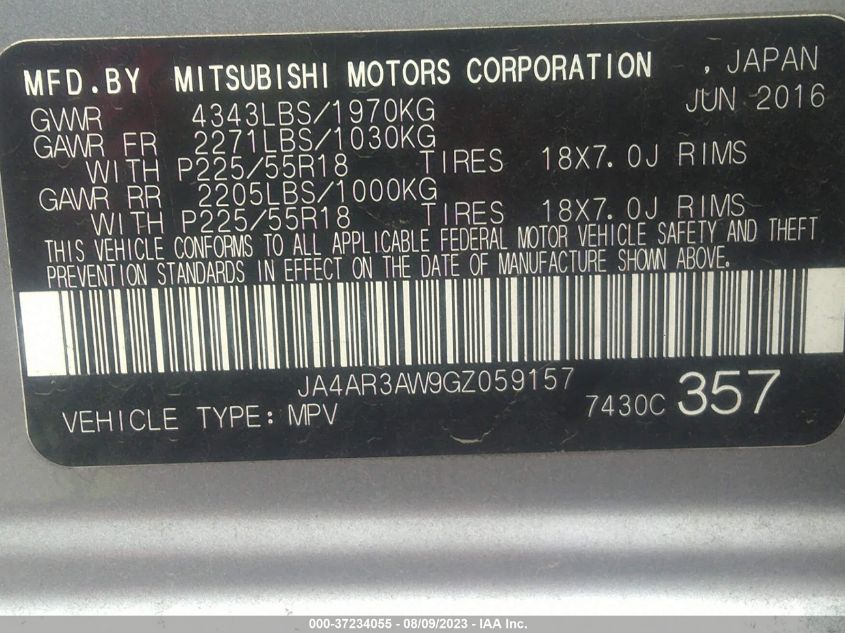 MFD.BY MITSUBISHI MOTORS CORPORATION , JAPAN
JUN 2016
GVWR 4343LBS/1970KG
GAWR FR 2271LBS/1030KG
WITH P225/55R18 TIRES 18X7.0J RIMS
GAWR RR 2205LBS/1000KG
WITH P225/55R18 TIRES 18X7.0J RIMS
THIS VEHICLE CONFORMS TO ALL APPLICABLE FEDERAL MOTOR VEHICLE SAFETY AND THEFT
PREVENTION STANDARDS IN EFFECT ON THE DATE OF MANUFACTURE SHOWN ABOVE.
JA4AR3AW9GZ059157
VEHICLE TYPE: MPV 7430C 357
000-37234055 - 08/09/2023 - IAA Inc.